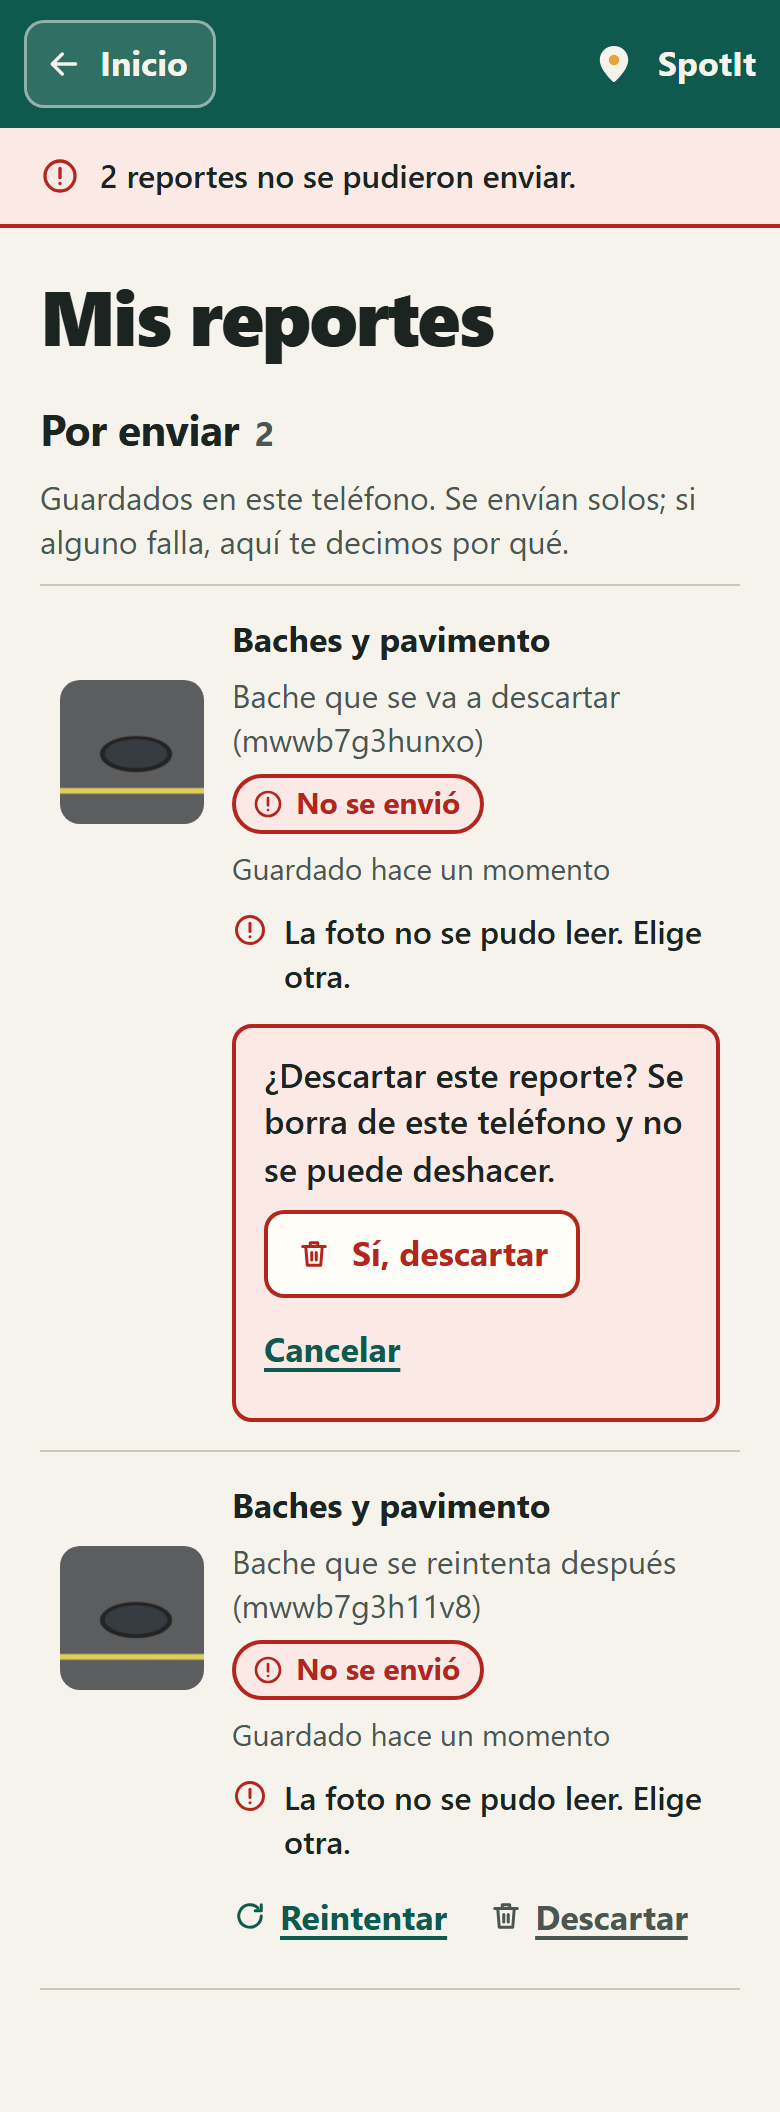 Inicio
SpotIt
2 reportes no se pudieron enviar.
Mis reportes
Por enviar 2
Guardados en este teléfono. Se envían solos; si
alguno falla, aquí te decimos por qué.
Baches y pavimento
Bache que se va a descartar
(mwwb7g3hunxo)
No se envió
Guardado hace un momento
La foto no se pudo leer. Elige
otra.
¿Descartar este reporte? Se
borra de este teléfono y no
se puede deshacer.
Sí, descartar
Cancelar
Baches y pavimento
Bache que se reintenta después
(mwwb7g3h11v8)
No se envió
Guardado hace un momento
La foto no se pudo leer. Elige
otra.
Reintentar
Descartar